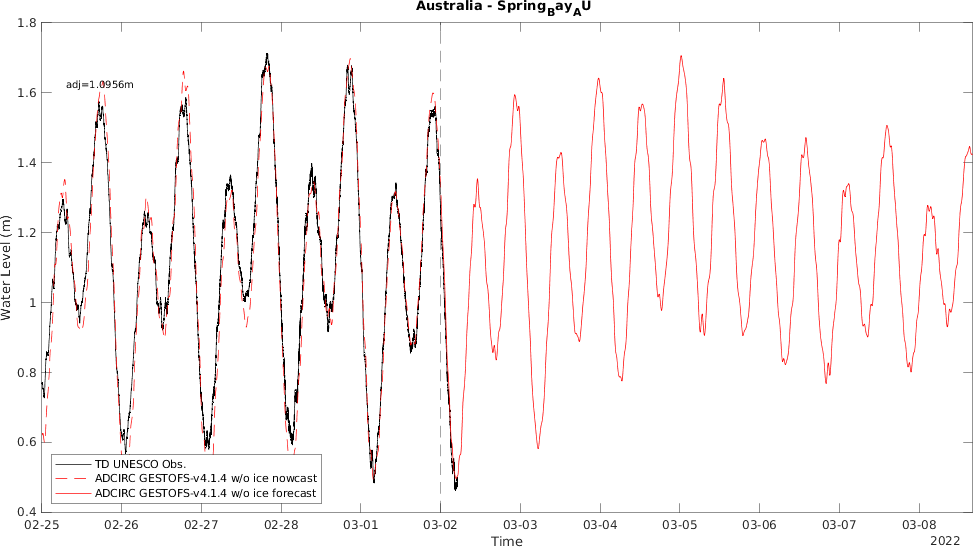 Australia - Spring_Bay_AU
adj=1.0956m
Water Level (m)
1.8
1.6
1.4
1.2
1
0.8
0.6
0.4
TD UNESCO Obs.
ADCIRC GESTOFS-v4.1.4 w/o ice nowcast
ADCIRC GESTOFS-v4.1.4 w/o ice forecast
02-25 02-26 02-27 02-28 03-01 03-02 03-03 03-04 03-05 03-06 03-07 03-08
Time
2022